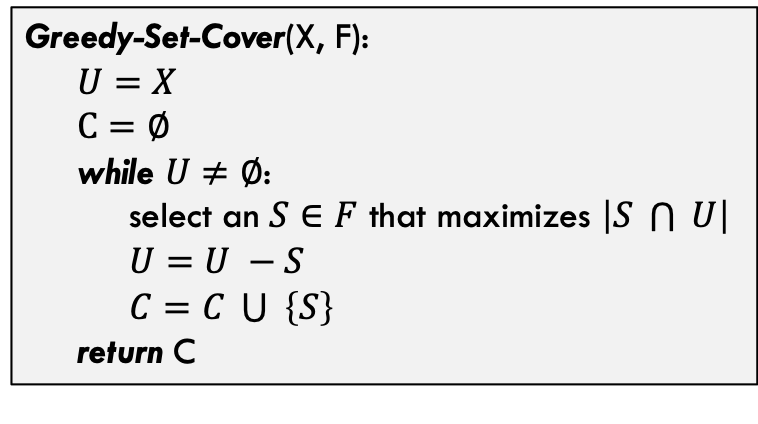 Greedy-Set-Cover(X, F):
U = X
C = ∅
while U ≠ ∅:
select an S ∈ F that maximizes |S ∩ U|
U = U − S
C = C ∪ {S}
return C